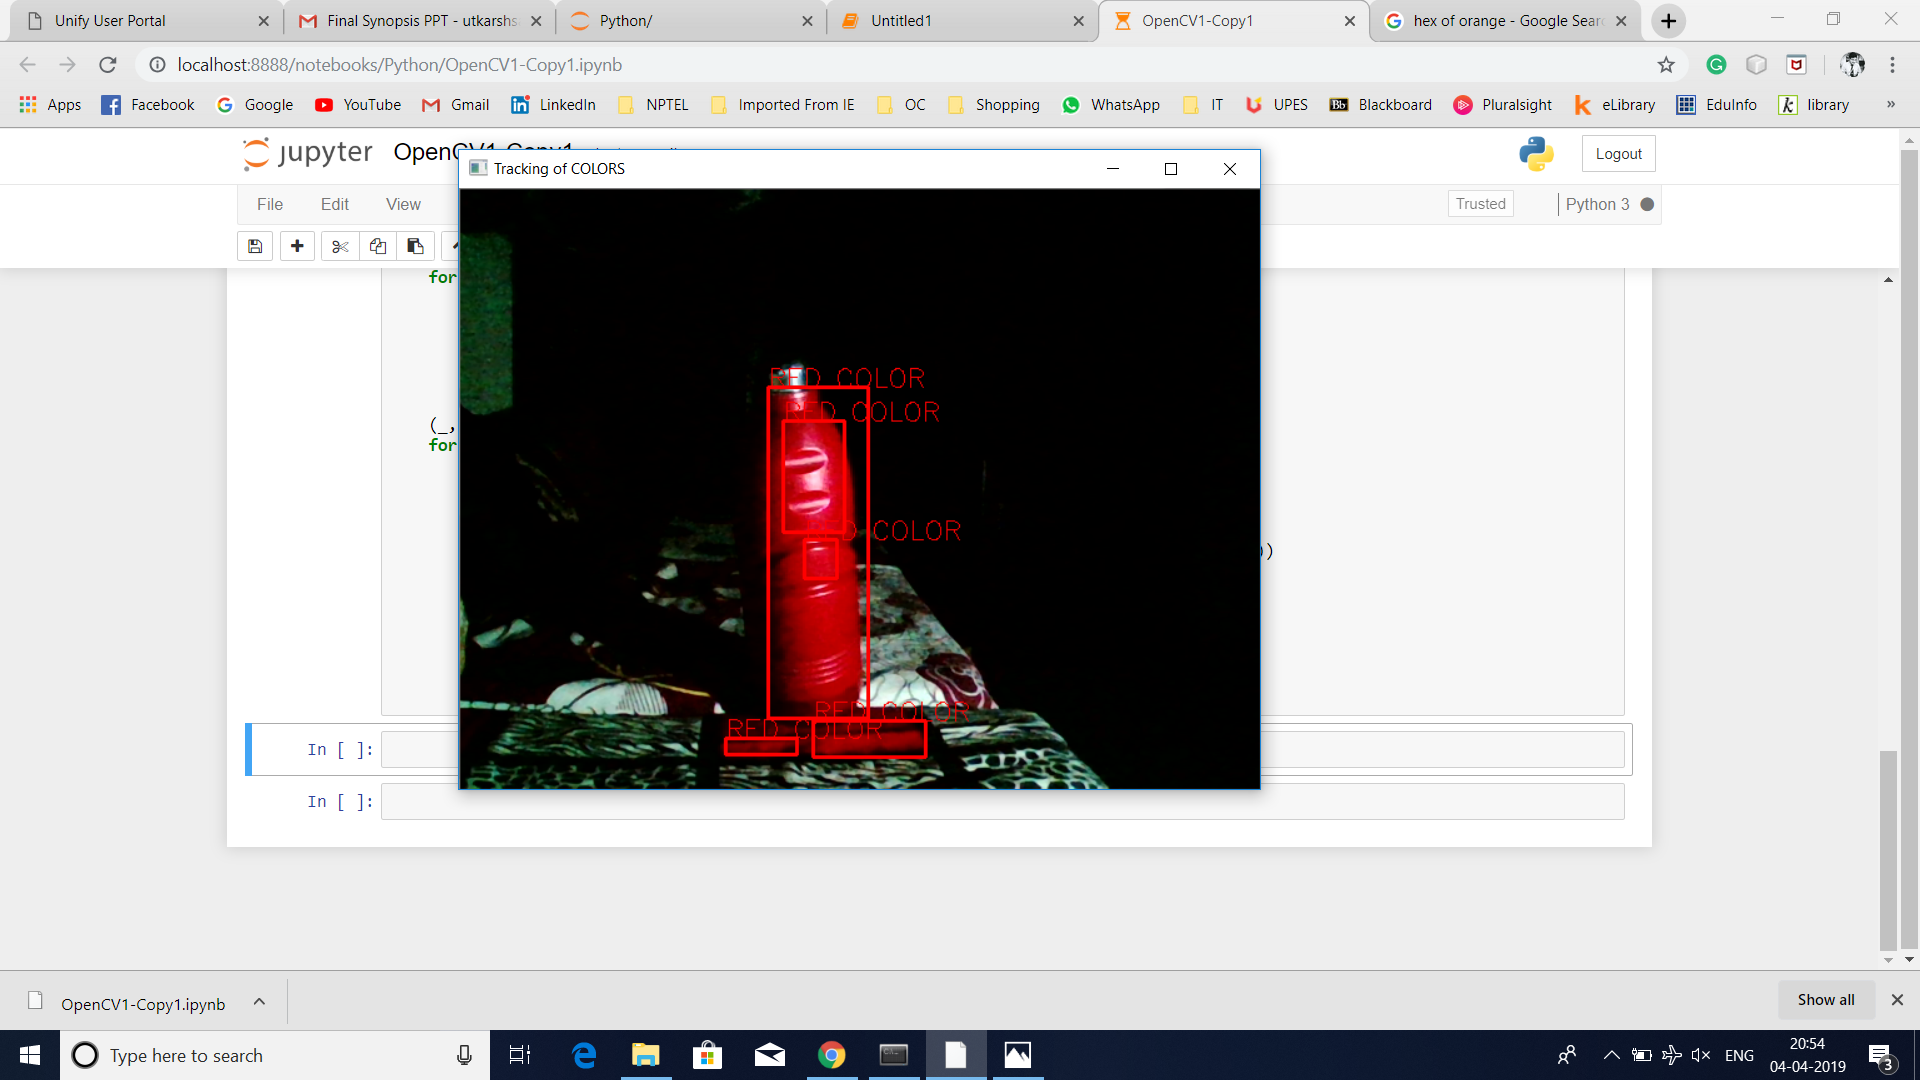 Unify User Portal
Final Synopsis PPT - utkarshs
Python/
Untitled1
OpenCV1-Copy1
hex of orange - Google Sear
localhost:8888/notebooks/Python/OpenCV1-Copy1.ipynb
Apps Facebook Google YouTube Gmail LinkedIn NPTEL Imported From IE OC Shopping WhatsApp IT UPES Blackboard Pluralsight eLibrary EduInfo library »
jupyter OpenCV1-Copy1
Logout
Tracking of COLORS
File Edit View
Trusted
Python 3
for
RED COLOR
RED COLOR
(_,
for
RED COLOR
))
RED COLOR
RED COLOR
In [ ]:
In [ ]:
OpenCV1-Copy1.ipynb
Show all
Type here to search
ENG
20:54
04-04-2019
3